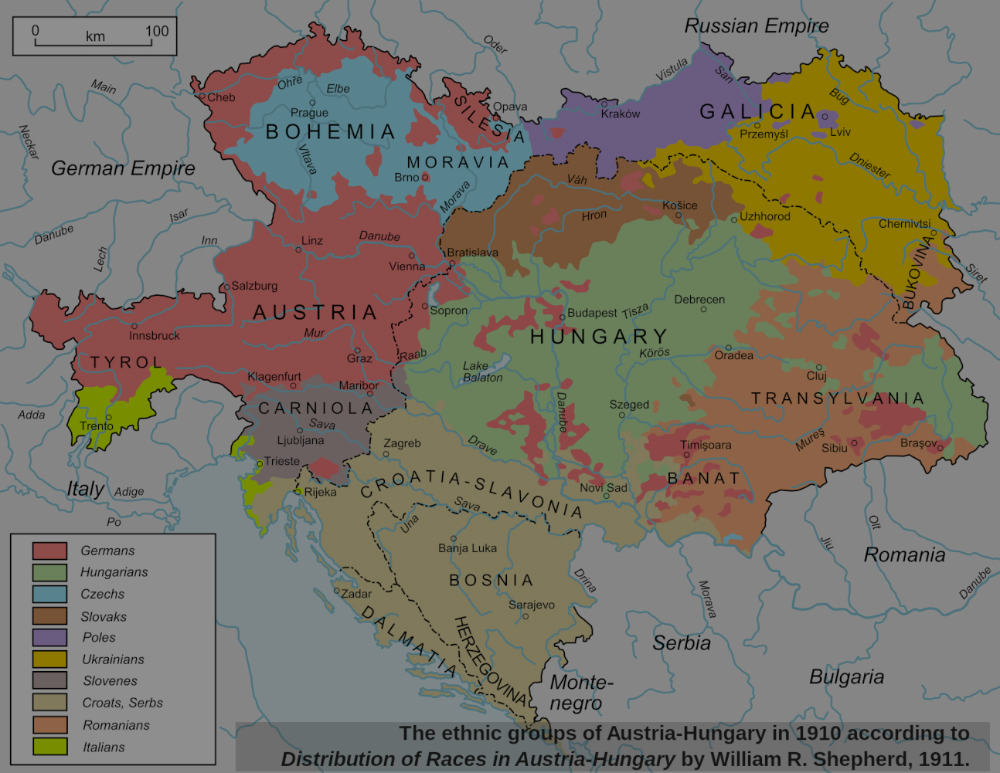 0 100
km
Russian Empire
Oder
Vistula
San
Main
Ohře
Elbe
Bug
Cheb
Prague
SILESIA
Opava
Kraków
GALICIA
Neckar
BOHEMIA
Przemyśl
Lviv
Vltava
MORAVIA
German Empire
Brno
Dniester
Váh
Morava
Košice
Isar
Hron
Uzhhorod
Danube
Inn
Linz
Danube
Chernivtsi
Lech
Bratislava
Vienna
BUKOVINA
Siret
Salzburg
Debrecen
AUSTRIA
Sopron
Budapest
Tisza
Innsbruck
Mur
HUNGARY
Graz
Raab
Körös
Oradea
TYROL
Lake
Balaton
Klagenfurt
Maribor
Cluj
Adda
CARNIOLA
Danube
Szeged
TRANSYLVANIA
Trento
Sava
Ljubljana
Zagreb
Drave
Timişoara
Mureş
Sibiu
Braşov
Trieste
Italy
Adige
Rijeka
CROATIA-SLAVONIA
Novi Sad
BANAT
Po
Una
Sava
Jiu
Olt
Germans
Banja Luka
Romania
Hungarians
BOSNIA
Drina
Morava
Danube
Czechs
Zadar
Sarajevo
Slovaks
DALMATIA
HERZEGOVINA
Poles
Serbia
Ukrainians
Bulgaria
Slovenes
Monte-
negro
Croats, Serbs
Romanians
Italians
The ethnic groups of Austria-Hungary in 1910 according to
Distribution of Races in Austria-Hungary by William R. Shepherd, 1911.